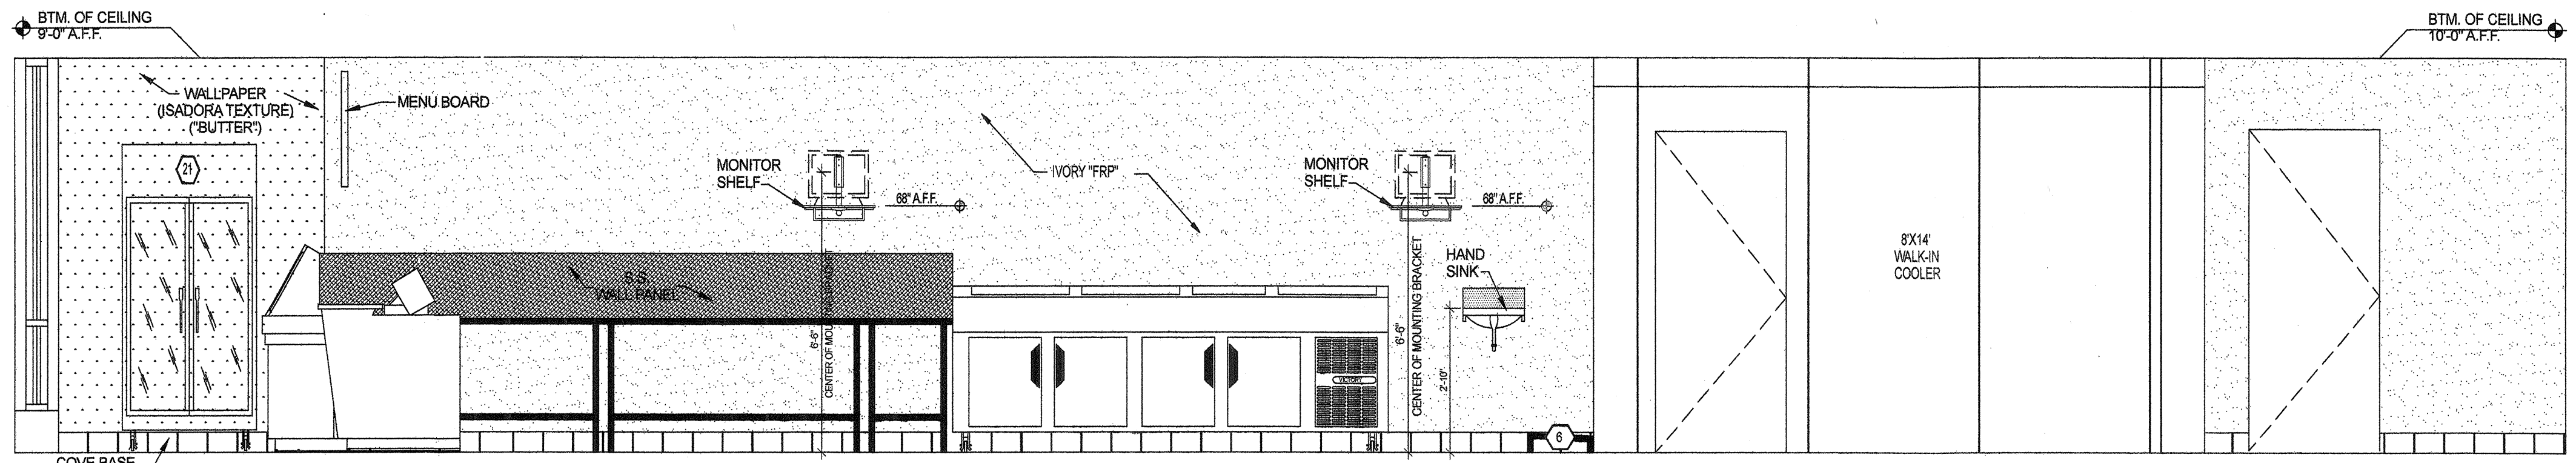 BTM. OF CEILING
9'-0" A.F.F.
BTM. OF CEILING
10'-0" A.F.F.
WALLPAPER
(ISADORA TEXTURE)
("BUTTER")
MENU BOARD
21
MONITOR
SHELF
68" A.F.F.
IVORY "FRP"
MONITOR
SHELF
68" A.F.F.
S.S.
WALL PANEL
6'-6"
CENTER OF MOUNTING BRACKET
6'-6"
CENTER OF MOUNTING BRACKET
HAND
SINK
2'-10"
8'X14'
WALK-IN
COOLER
VICTORY
6
COVE BASE